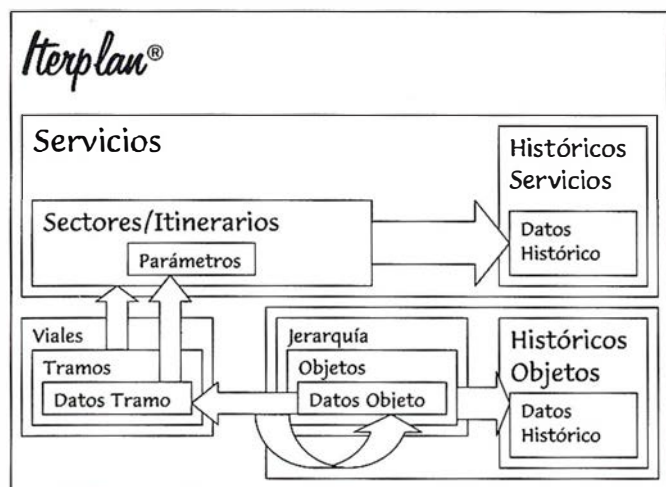 Iterplan®
Servicios
Históricos
Servicios
Sectores/Itinerarios
Parámetros
Datos
Histórico
Viales
Tramos
Datos Tramo
Jerarquía
Objetos
Datos Objeto
Históricos
Objetos
Datos
Histórico